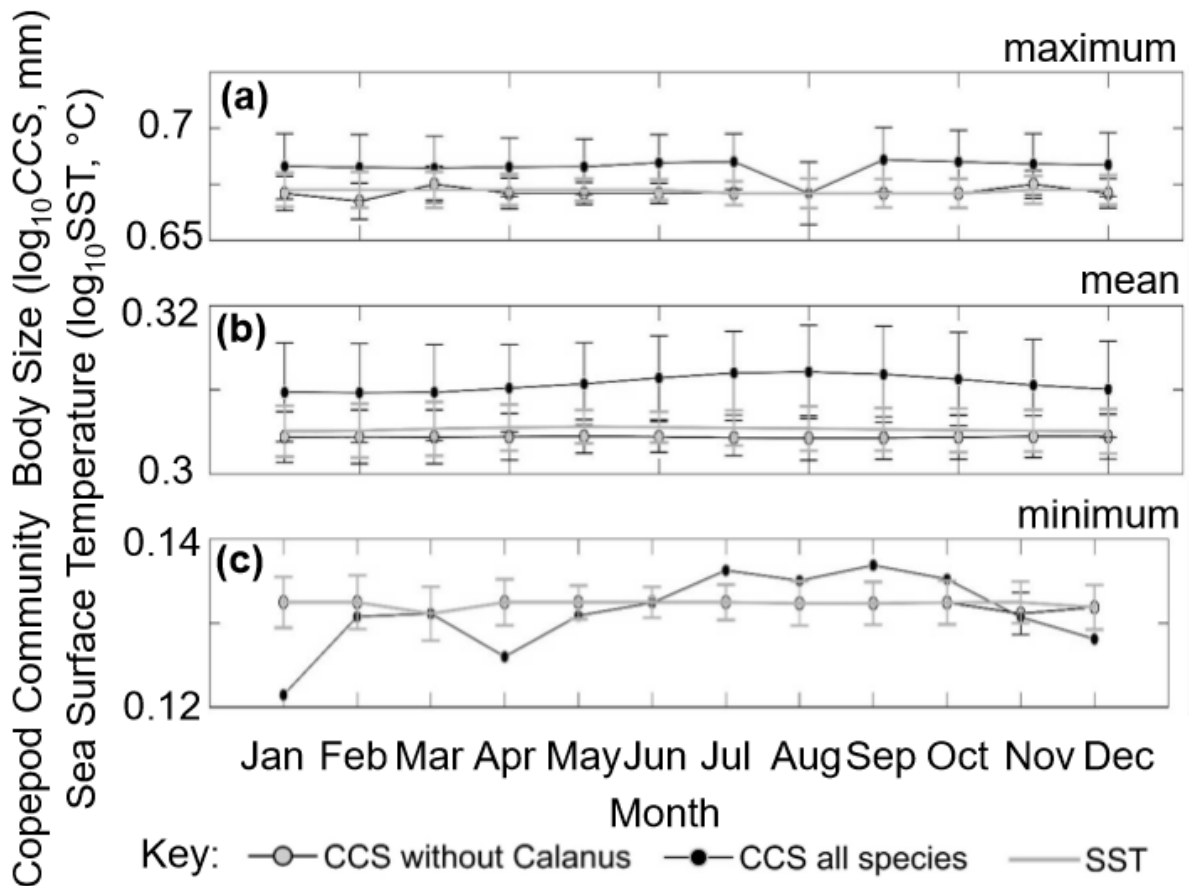 Copepod Community Body Size (log₁₀CCS, mm)
Sea Surface Temperature (log₁₀SST, °C)
maximum
(a)
0.7
0.65
mean
0.32
(b)
0.3
minimum
0.14
(c)
0.12
Jan Feb Mar Apr May Jun Jul Aug Sep Oct Nov Dec
Month
Key: CCS without Calanus CCS all species SST